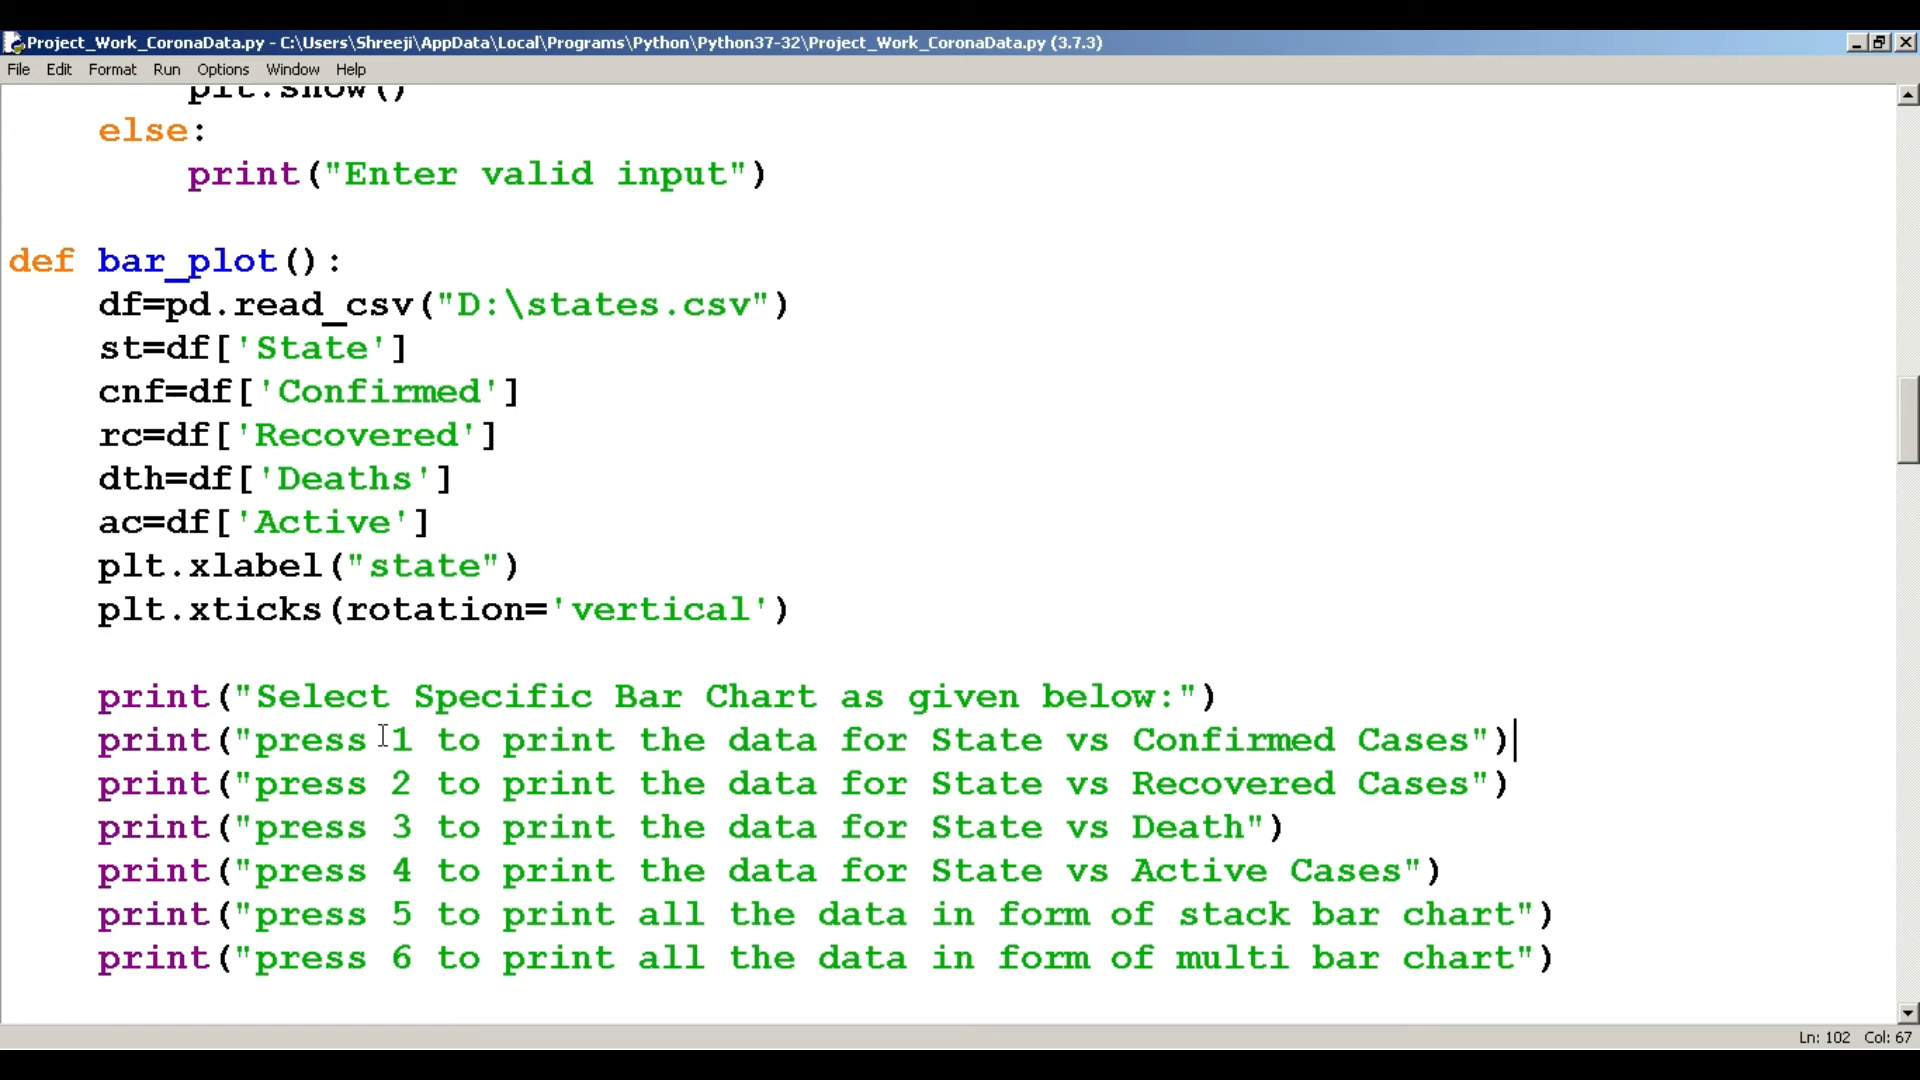 Project_Work_CoronaData.py - C:\Users\Shreeji\AppData\Local\Programs\Python\Python37-32\Project_Work_CoronaData.py (3.7.3)
File Edit Format Run Options Window Help
        plt.show()
    else:
        print("Enter valid input")
def bar_plot():
    df=pd.read_csv("D:\states.csv")
    st=df['State']
    cnf=df['Confirmed']
    rc=df['Recovered']
    dth=df['Deaths']
    ac=df['Active']
    plt.xlabel("state")
    plt.xticks(rotation='vertical')
    print("Select Specific Bar Chart as given below:")
    print("press 1 to print the data for State vs Confirmed Cases")
    print("press 2 to print the data for State vs Recovered Cases")
    print("press 3 to print the data for State vs Death")
    print("press 4 to print the data for State vs Active Cases")
    print("press 5 to print all the data in form of stack bar chart")
    print("press 6 to print all the data in form of multi bar chart")
Ln: 102 Col: 67